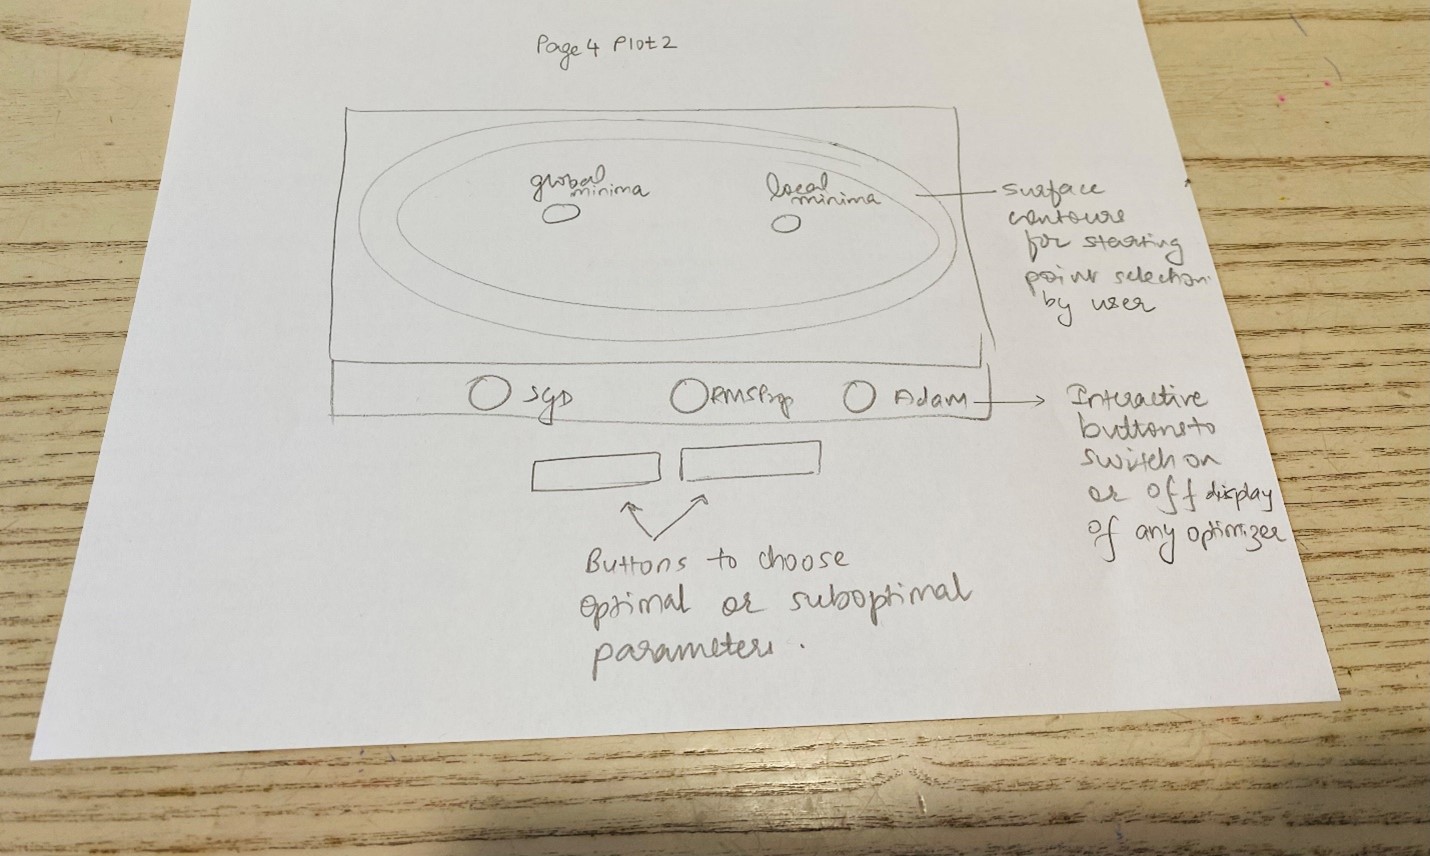 Page 4 Plot 2
global
minima
local
minima
surface
contours
for starting
point selection
by user
SGD
RMSProp
Adam
Interactive
buttons to
switch on
or off display
of any optimizer
Buttons to choose
optimal or suboptimal
parameters.